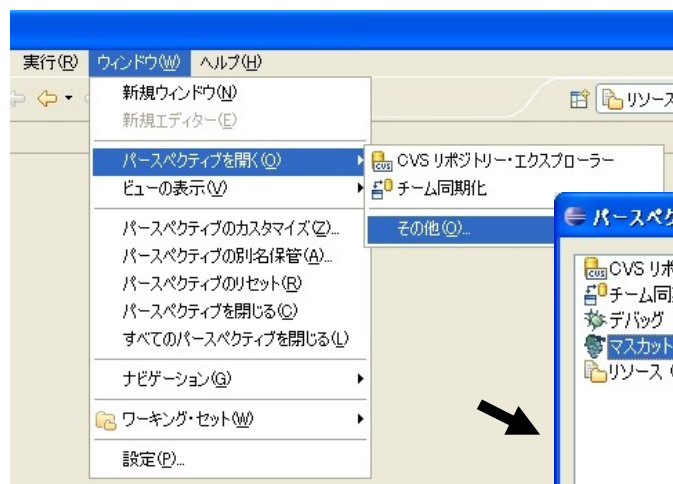 実行(R) ウィンドウ(W) ヘルプ(H)
新規ウィンドウ(N)
新規エディター(E)
リソース
パースペクティブを開く(O)
ビューの表示(V)
パースペクティブのカスタマイズ(Z)...
パースペクティブの別名保管(A)...
パースペクティブのリセット(R)
パースペクティブを閉じる(C)
すべてのパースペクティブを閉じる(L)
ナビゲーション(G)
ワーキング・セット(W)
設定(P)...
CVS リポジトリー・エクスプローラー
チーム同期化
その他(O)...
パースペク
CVS リポ
チーム同
デバッグ
マスカット
リソース (